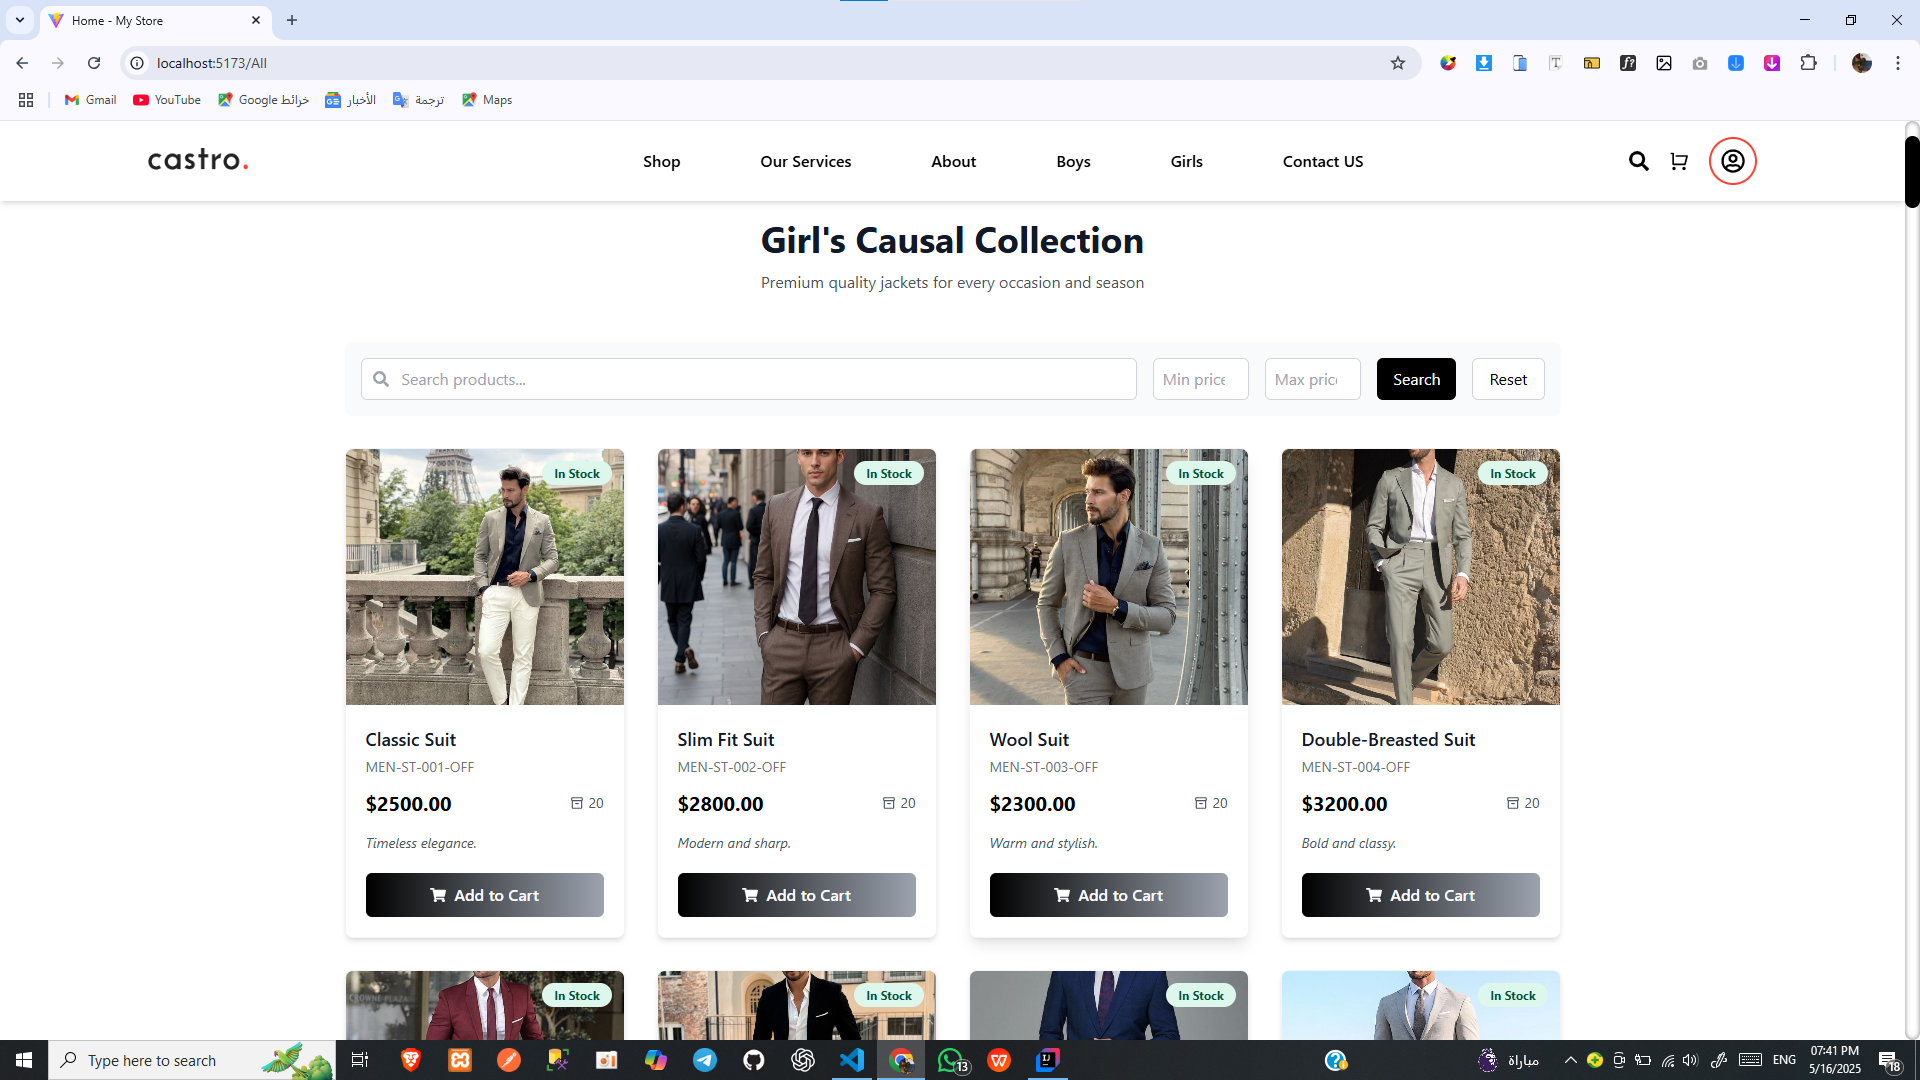 Home - My Store
localhost:5173/All
Gmail
YouTube
خرائط Google
الأخبار
ترجمة
Maps
castro.
Shop
Our Services
About
Boys
Girls
Contact US
Girl's Causal Collection
Premium quality jackets for every occasion and season
Search products...
Min price
Max pric
Search
Reset
In Stock
In Stock
In Stock
In Stock
Classic Suit
Slim Fit Suit
Wool Suit
Double-Breasted Suit
MEN-ST-001-OFF
MEN-ST-002-OFF
MEN-ST-003-OFF
MEN-ST-004-OFF
$2500.00
20
$2800.00
20
$2300.00
20
$3200.00
20
Timeless elegance.
Modern and sharp.
Warm and stylish.
Bold and classy.
Add to Cart
Add to Cart
Add to Cart
Add to Cart
In Stock
In Stock
In Stock
In Stock
Type here to search
13
مباراة
ENG
07:41 PM
5/16/2025
18